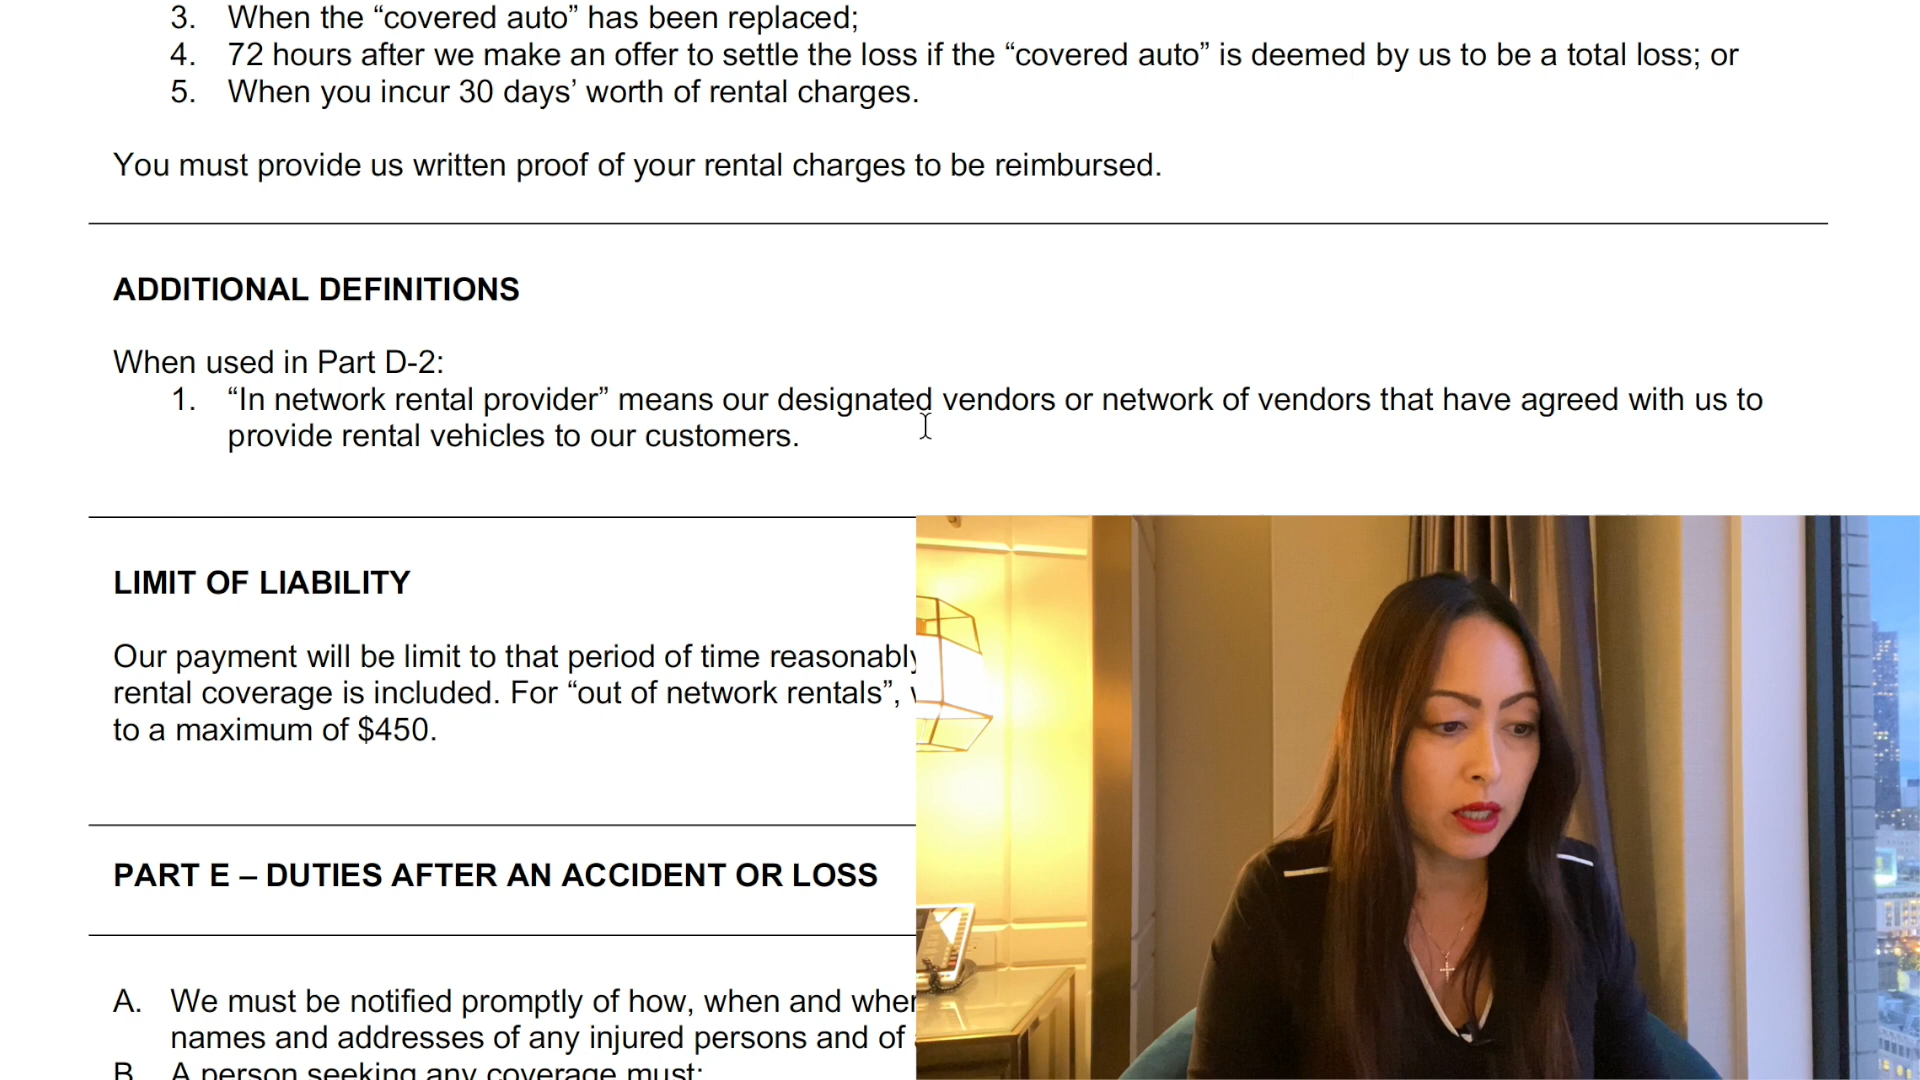 3. When the “covered auto” has been replaced;
4. 72 hours after we make an offer to settle the loss if the “covered auto” is deemed by us to be a total loss; or
5. When you incur 30 days’ worth of rental charges.
You must provide us written proof of your rental charges to be reimbursed.
ADDITIONAL DEFINITIONS
When used in Part D-2:
1. “In network rental provider” means our designated vendors or network of vendors that have agreed with us to
provide rental vehicles to our customers.
LIMIT OF LIABILITY
Our payment will be limit to that period of time reasonably
rental coverage is included. For “out of network rentals”,
to a maximum of $450.
PART E – DUTIES AFTER AN ACCIDENT OR LOSS
A. We must be notified promptly of how, when and
names and addresses of any injured persons and of
B. A person seeking any coverage must: